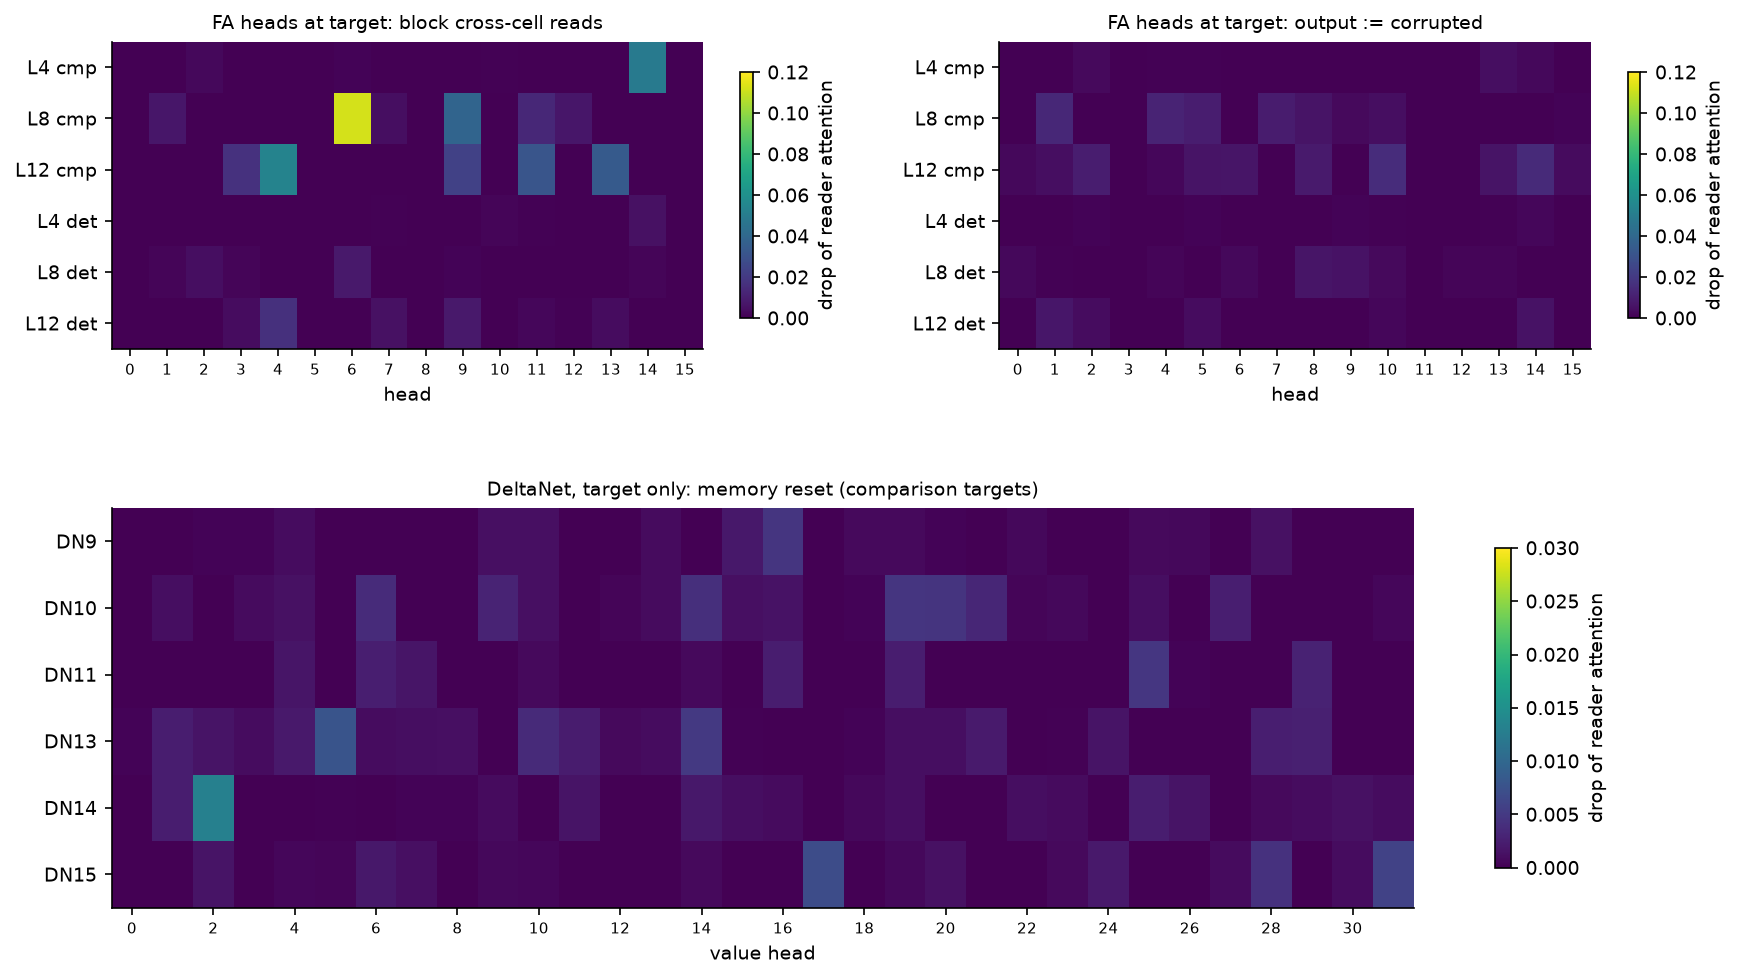 FA heads at target: block cross-cell reads
L4 cmp
L8 cmp
L12 cmp
L4 det
L8 det
L12 det
0 1 2 3 4 5 6 7 8 9 10 11 12 13 14 15
head
0.12
0.10
0.08
0.06
0.04
0.02
0.00
drop of reader attention
FA heads at target: output := corrupted
L4 cmp
L8 cmp
L12 cmp
L4 det
L8 det
L12 det
0 1 2 3 4 5 6 7 8 9 10 11 12 13 14 15
head
0.12
0.10
0.08
0.06
0.04
0.02
0.00
drop of reader attention
DeltaNet, target only: memory reset (comparison targets)
DN9
DN10
DN11
DN13
DN14
DN15
0 2 4 6 8 10 12 14 16 18 20 22 24 26 28 30
value head
0.030
0.025
0.020
0.015
0.010
0.005
0.000
drop of reader attention